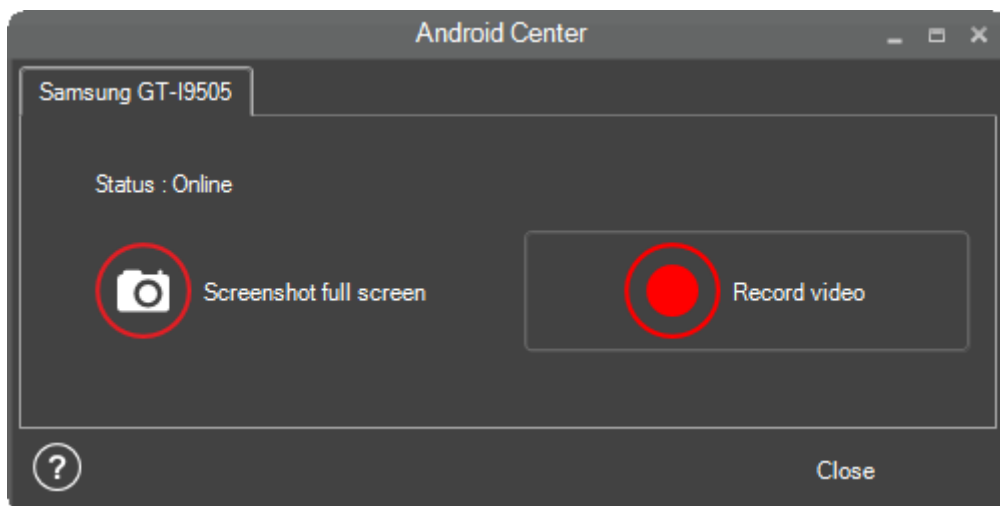 Android Center
Samsung GT-I9505
Status : Online
Screenshot full screen
Record video
?
Close